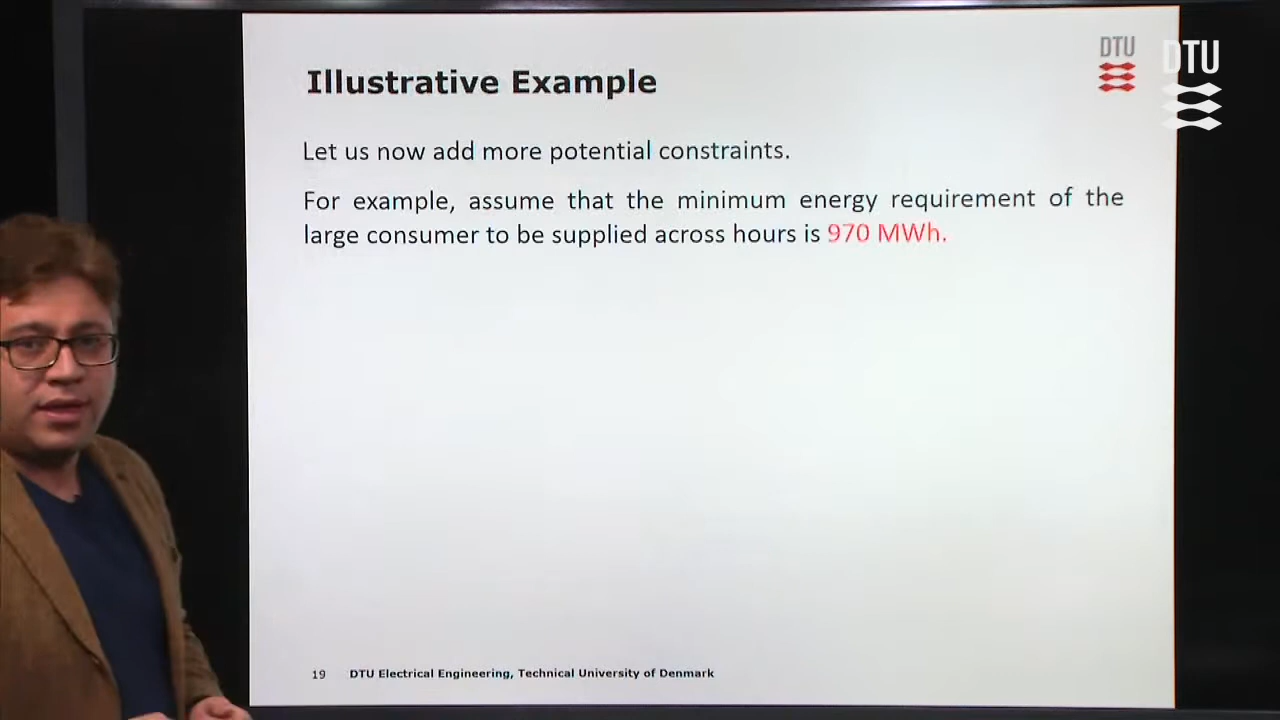 DTU
DTU
Illustrative Example
Let us now add more potential constraints.
For example, assume that the minimum energy requirement of the
large consumer to be supplied across hours is 970 MWh.
19 DTU Electrical Engineering, Technical University of Denmark